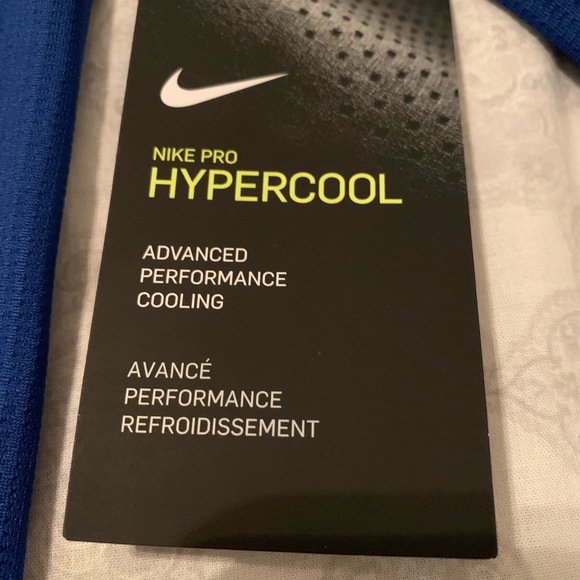 NIKE PRO
HYPERCOOL
ADVANCED
PERFORMANCE
COOLING
AVANCÉ
PERFORMANCE
REFROIDISSEMENT